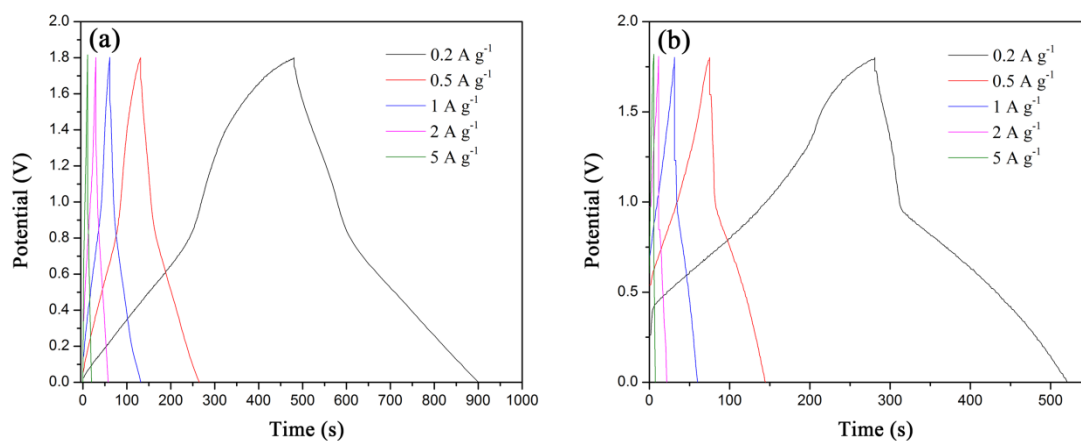 (a)
2.0
1.8
1.6
1.4
1.2
1.0
0.8
0.6
0.4
0.2
0.0
Potential (V)
0.2 A g⁻¹
0.5 A g⁻¹
1 A g⁻¹
2 A g⁻¹
5 A g⁻¹
0 100 200 300 400 500 600 700 800 900 1000
Time (s)
(b)
2.0
1.5
1.0
0.5
0.0
Potential (V)
0.2 A g⁻¹
0.5 A g⁻¹
1 A g⁻¹
2 A g⁻¹
5 A g⁻¹
0 100 200 300 400 500
Time (s)